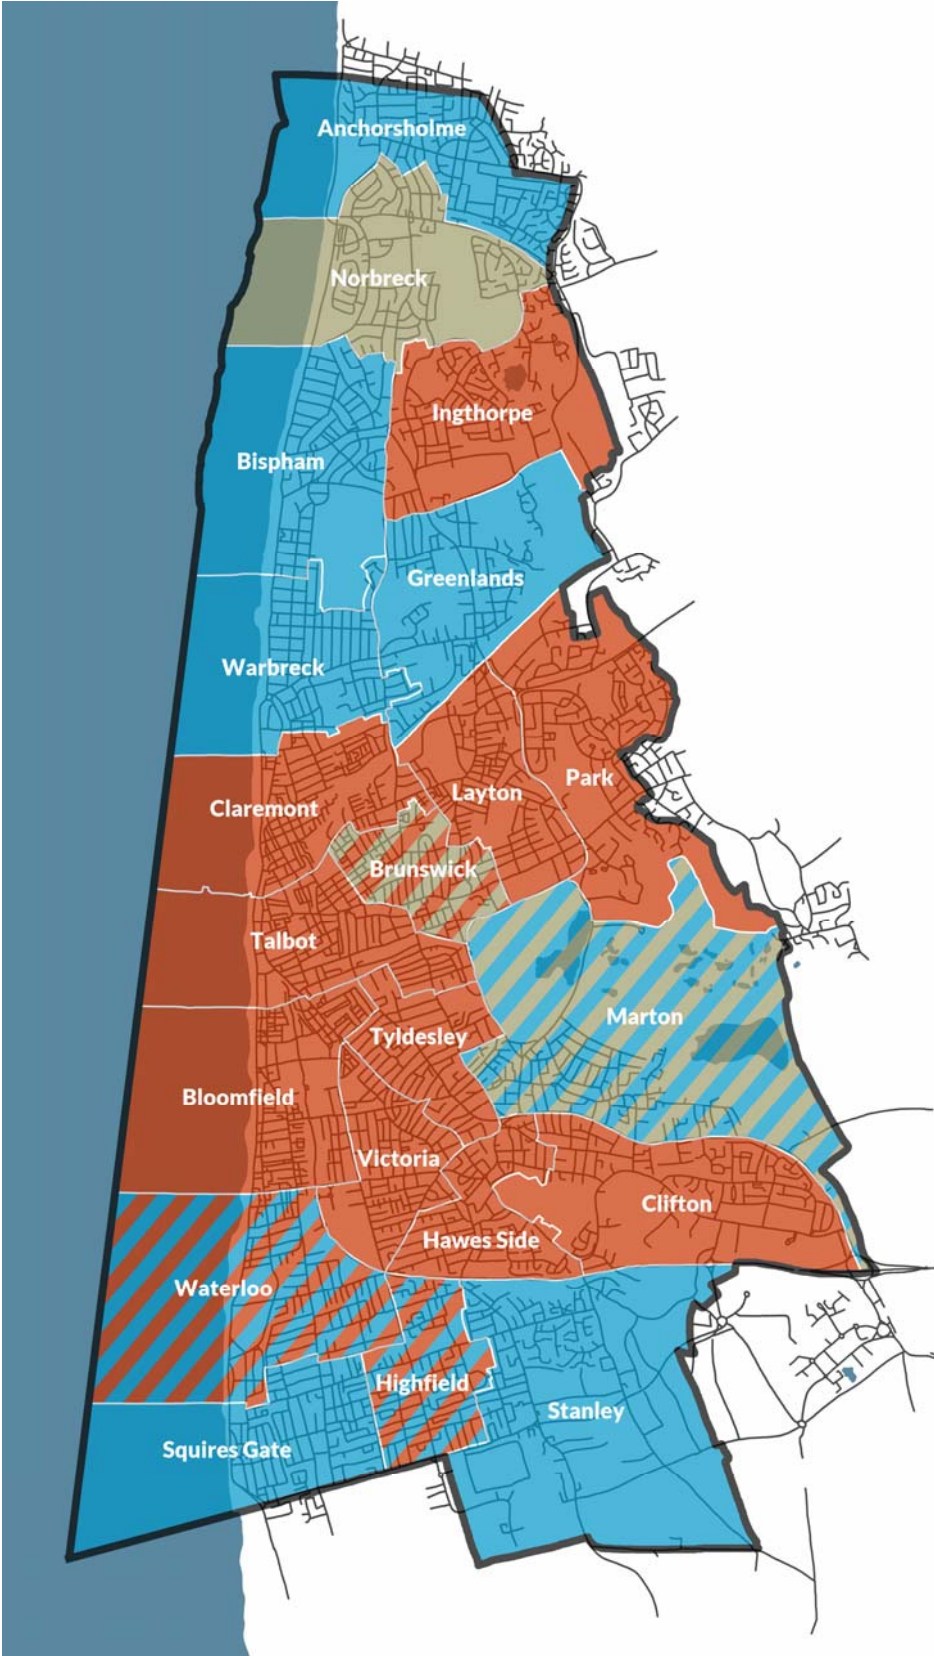 Anchorsholme
Norbreck
Ingthorpe
Bispham
Greenlands
Warbreck
Park
Layton
Claremont
Brunswick
Talbot
Marton
Tyldesley
Bloomfield
Victoria
Clifton
Hawes Side
Waterloo
Highfield
Stanley
Squires Gate